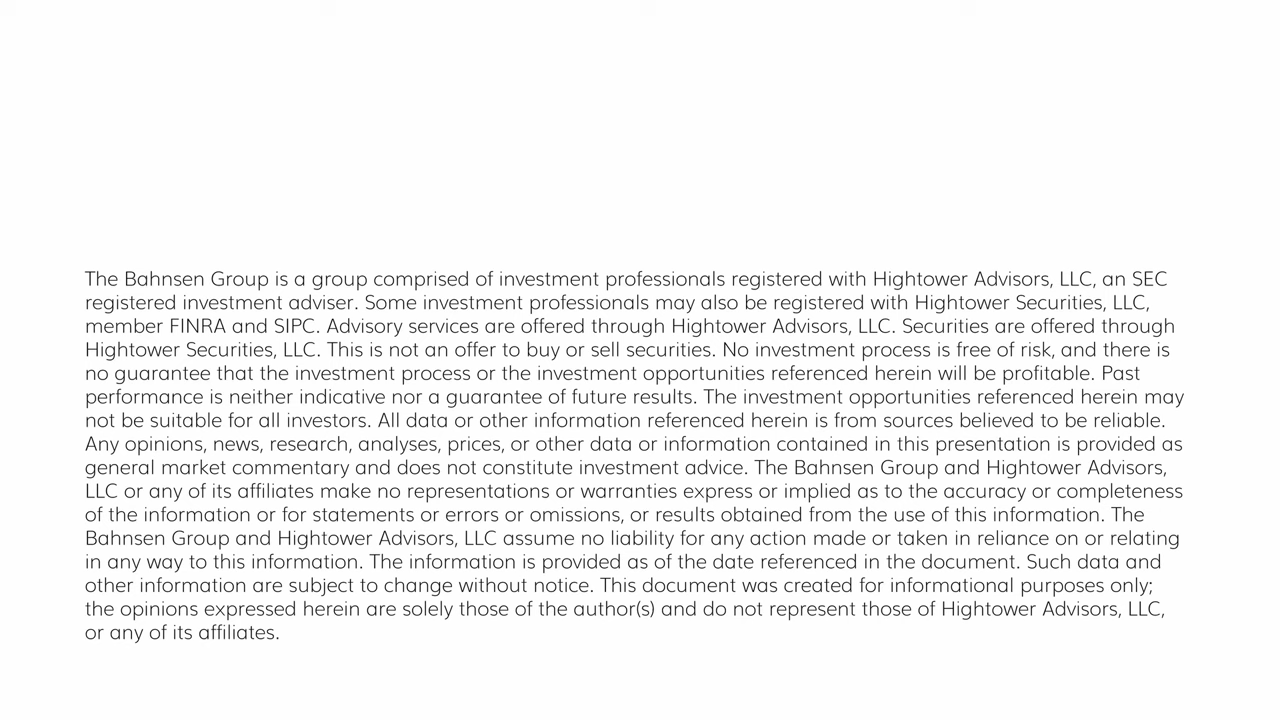 The Bahnsen Group is a group comprised of investment professionals registered with Hightower Advisors, LLC, an SEC
registered investment adviser. Some investment professionals may also be registered with Hightower Securities, LLC,
member FINRA and SIPC. Advisory services are offered through Hightower Advisors, LLC. Securities are offered through
Hightower Securities, LLC. This is not an offer to buy or sell securities. No investment process is free of risk, and there is
no guarantee that the investment process or the investment opportunities referenced herein will be profitable. Past
performance is neither indicative nor a guarantee of future results. The investment opportunities referenced herein may
not be suitable for all investors. All data or other information referenced herein is from sources believed to be reliable.
Any opinions, news, research, analyses, prices, or other data or information contained in this presentation is provided as
general market commentary and does not constitute investment advice. The Bahnsen Group and Hightower Advisors,
LLC or any of its affiliates make no representations or warranties express or implied as to the accuracy or completeness
of the information or for statements or errors or omissions, or results obtained from the use of this information. The
Bahnsen Group and Hightower Advisors, LLC assume no liability for any action made or taken in reliance on or relating
in any way to this information. The information is provided as of the date referenced in the document. Such data and
other information are subject to change without notice. This document was created for informational purposes only;
the opinions expressed herein are solely those of the author(s) and do not represent those of Hightower Advisors, LLC,
or any of its affiliates.